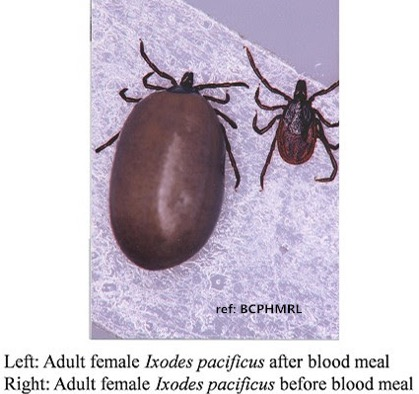 ref: BCPHMRL
Left: Adult female Ixodes pacificus after blood meal
Right: Adult female Ixodes pacificus before blood meal